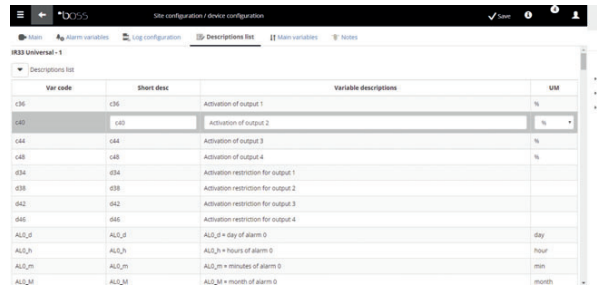 boss Site configuration / device configuration Save
Main Alarm variables Log configuration Descriptions list Main variables Notes
IR33 Universal - 1
Descriptions list
Var code Short desc Variable descriptions UM
c36 c36 Activation of output 1 %
c40 c40 Activation of output 2 %
c44 c44 Activation of output 3 %
c48 c48 Activation of output 4 %
d34 d34 Activation restriction for output 1
d38 d38 Activation restriction for output 2
d42 d42 Activation restriction for output 3
d46 d46 Activation restriction for output 4
AL0_d AL0_d AL0_d = day of alarm 0 day
AL0_h AL0_h AL0_h = hours of alarm 0 hour
AL0_m AL0_m AL0_m = minutes of alarm 0 min
AL0_M AL0_M AL0_M = month of alarm 0 month